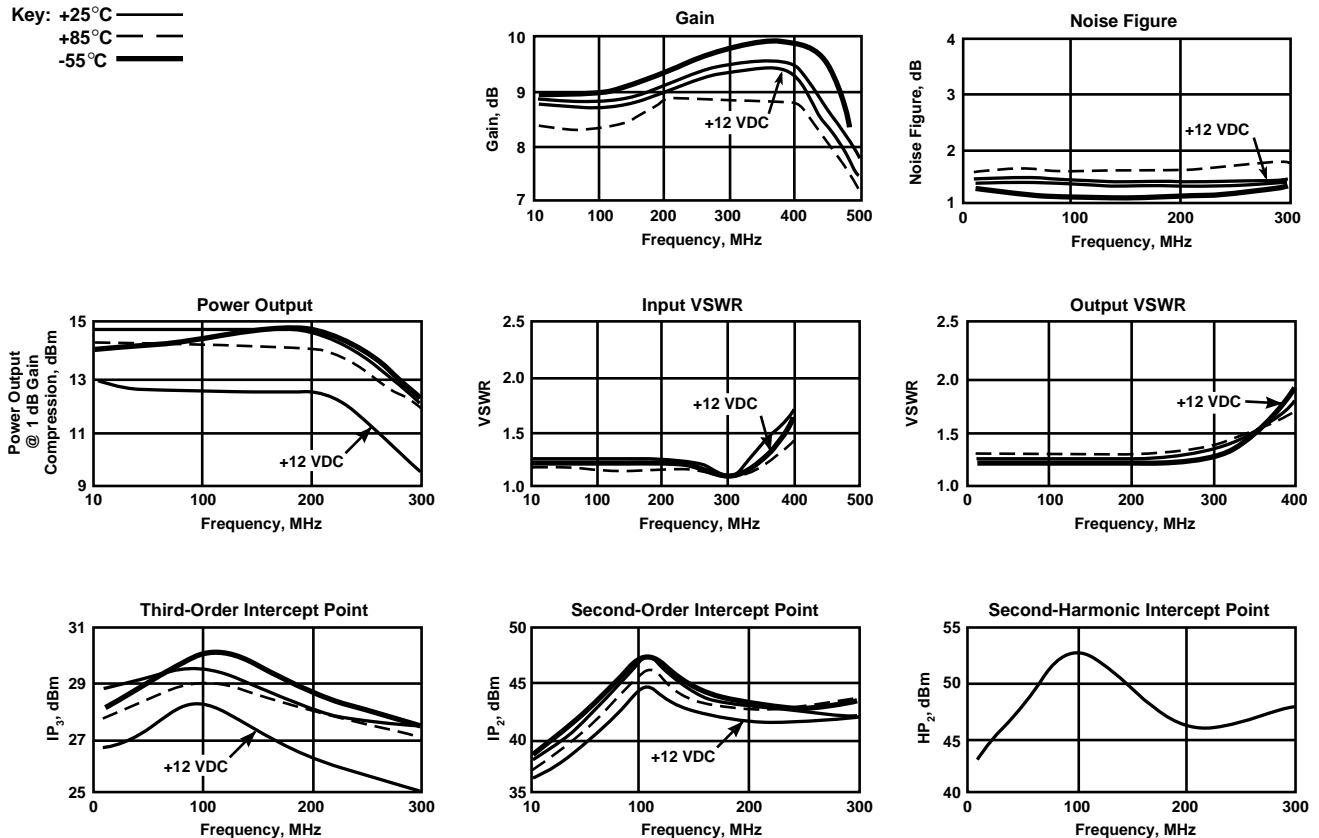 Key: +25°C
+85°C
-55°C
Gain
10
9
8
7
Gain, dB
+12 VDC
10 100 200 300 400 500
Frequency, MHz
Noise Figure
4
3
2
1
Noise Figure, dB
+12 VDC
0 100 200 300
Frequency, MHz
Power Output
15
13
11
9
Power Output
@ 1 dB Gain
Compression, dBm
+12 VDC
10 100 200 300
Frequency, MHz
Input VSWR
2.5
2.0
1.5
1.0
VSWR
+12 VDC
10 100 200 300 400 500
Frequency, MHz
Output VSWR
2.5
2.0
1.5
1.0
VSWR
+12 VDC
0 100 200 300 400
Frequency, MHz
Third-Order Intercept Point
31
29
27
25
IP3, dBm
+12 VDC
0 100 200 300
Frequency, MHz
Second-Order Intercept Point
50
45
40
35
IP2, dBm
+12 VDC
10 100 200 300
Frequency, MHz
Second-Harmonic Intercept Point
55
50
45
40
HP2, dBm
0 100 200 300
Frequency, MHz